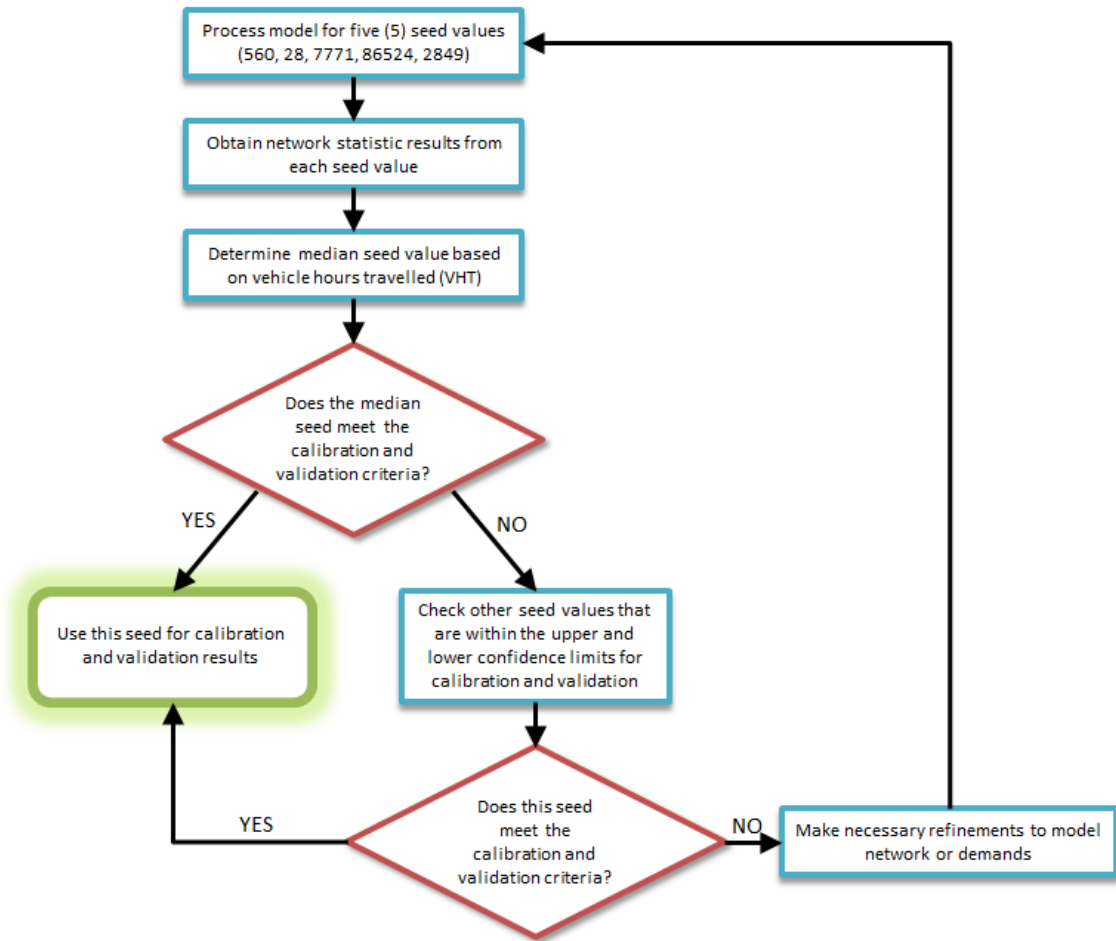 Process model for five (5) seed values
(560, 28, 7771, 86524, 2849)
Obtain network statistic results from
each seed value
Determine median seed value based
on vehicle hours travelled (VHT)
Does the median
seed meet the
calibration and
validation criteria?
YES
NO
Use this seed for calibration
and validation results
Check other seed values that
are within the upper and
lower confidence limits for
calibration and validation
Does this seed
meet the
calibration and
validation criteria?
YES
NO
Make necessary refinements to model
network or demands